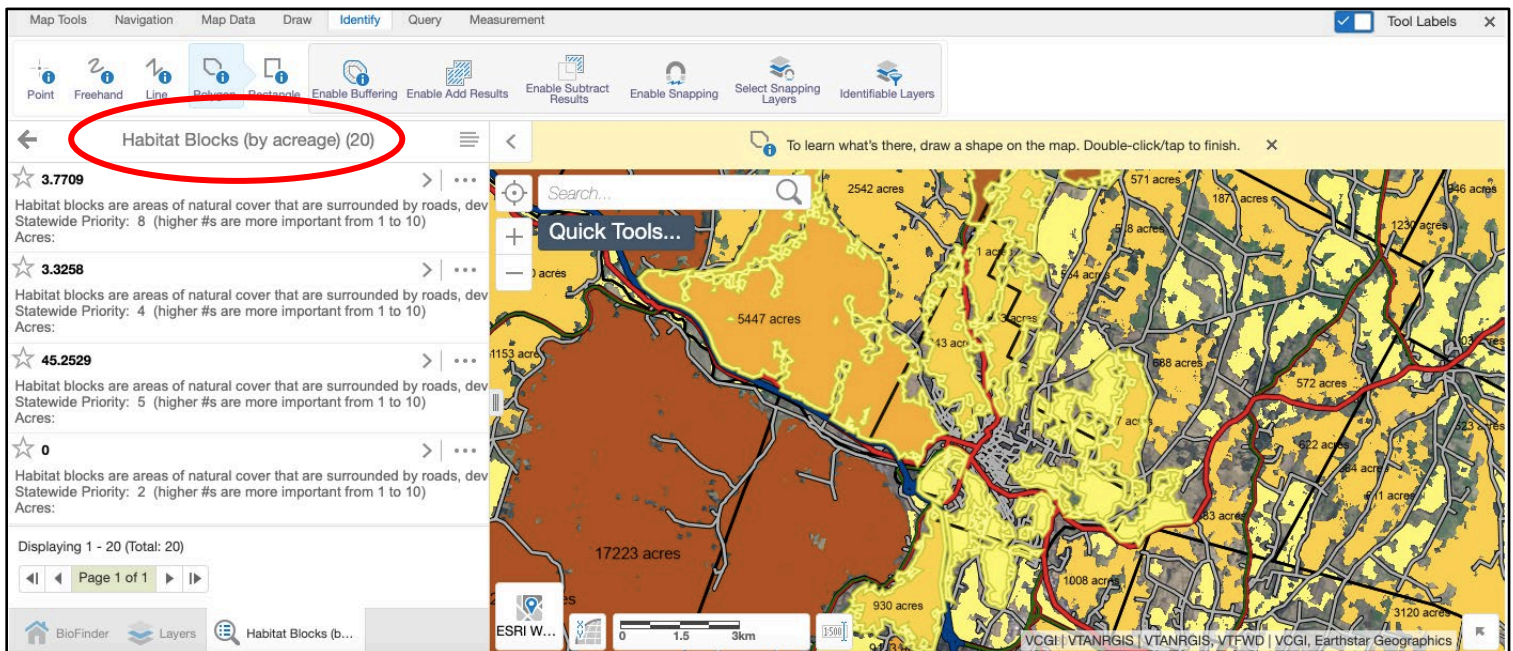 Map Tools Navigation Map Data Draw Identify Query Measurement Tool Labels
Point Freehand Line Polygon Rectangle Enable Buffering Enable Add Results Enable Subtract Results Enable Snapping Select Snapping Layers Identifiable Layers
Habitat Blocks (by acreage) (20)
To learn what's there, draw a shape on the map. Double-click/tap to finish.
3.7709
Habitat blocks are areas of natural cover that are surrounded by roads, dev
Statewide Priority: 8 (higher #s are more important from 1 to 10)
Acres:
3.3258
Habitat blocks are areas of natural cover that are surrounded by roads, dev
Statewide Priority: 4 (higher #s are more important from 1 to 10)
Acres:
45.2529
Habitat blocks are areas of natural cover that are surrounded by roads, dev
Statewide Priority: 5 (higher #s are more important from 1 to 10)
Acres:
0
Habitat blocks are areas of natural cover that are surrounded by roads, dev
Statewide Priority: 2 (higher #s are more important from 1 to 10)
Acres:
Displaying 1 - 20 (Total: 20)
Page 1 of 1
BioFinder Layers Habitat Blocks (b...
Search...
Quick Tools...
2542 acres
571 acres
1230 acres
5447 acres
688 acres
572 acres
17223 acres
1008 acres
930 acres
3120 acres
ESRI W...
0 1.5 3km
1:500
VCGI | VTANRGIS | VTANRGIS, VTFWD | VCGI, Earthstar Geographics